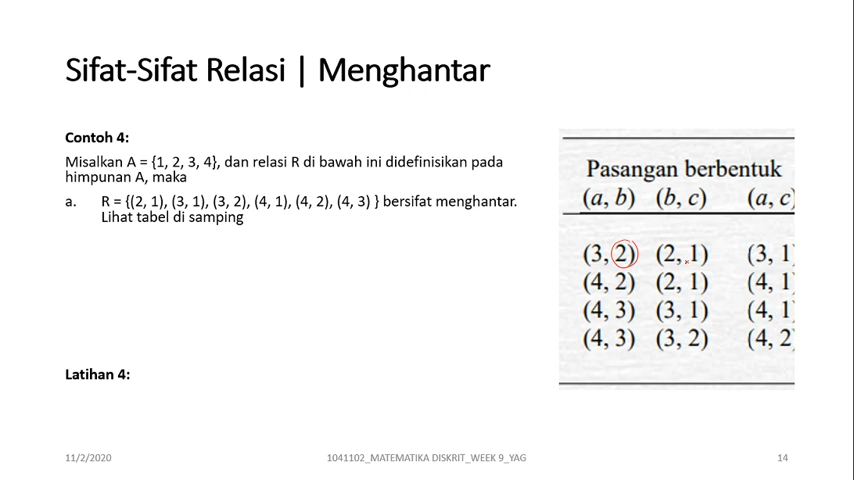 Sifat-Sifat Relasi | Menghantar
Contoh 4:
Misalkan A = {1, 2, 3, 4}, dan relasi R di bawah ini didefinisikan pada
himpunan A, maka
a. R = {(2, 1), (3, 1), (3, 2), (4, 1), (4, 2), (4, 3) } bersifat menghantar.
Lihat tabel di samping
Latihan 4:
Pasangan berbentuk
(a, b) (b, c) (a, c)
(3, 2) (2, 1) (3, 1
(4, 2) (2, 1) (4, 1
(4, 3) (3, 1) (4, 1
(4, 3) (3, 2) (4, 2
11/2/2020 1041102_MATEMATIKA DISKRIT_WEEK 9_YAG 14